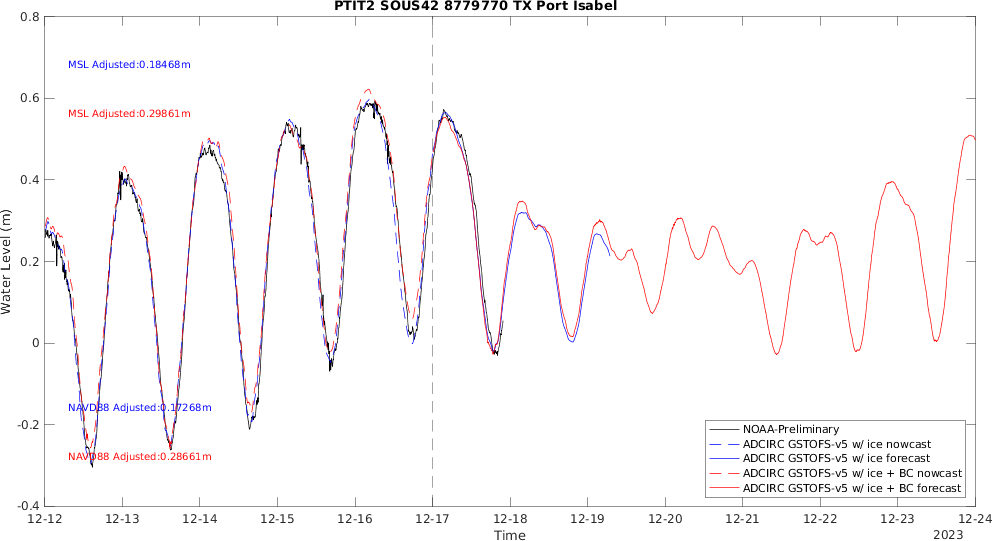 PTIT2 SOUS42 8779770 TX Port Isabel
0.8
0.6
0.4
0.2
0
-0.2
-0.4
Water Level (m)
MSL Adjusted:0.18468m
MSL Adjusted:0.29861m
NAVD88 Adjusted:0.17268m
NAVD88 Adjusted:0.28661m
NOAA-Preliminary
ADCIRC GSTOFS-v5 w/ ice nowcast
ADCIRC GSTOFS-v5 w/ ice forecast
ADCIRC GSTOFS-v5 w/ ice + BC nowcast
ADCIRC GSTOFS-v5 w/ ice + BC forecast
12-12 12-13 12-14 12-15 12-16 12-17 12-18 12-19 12-20 12-21 12-22 12-23 12-24
Time
2023